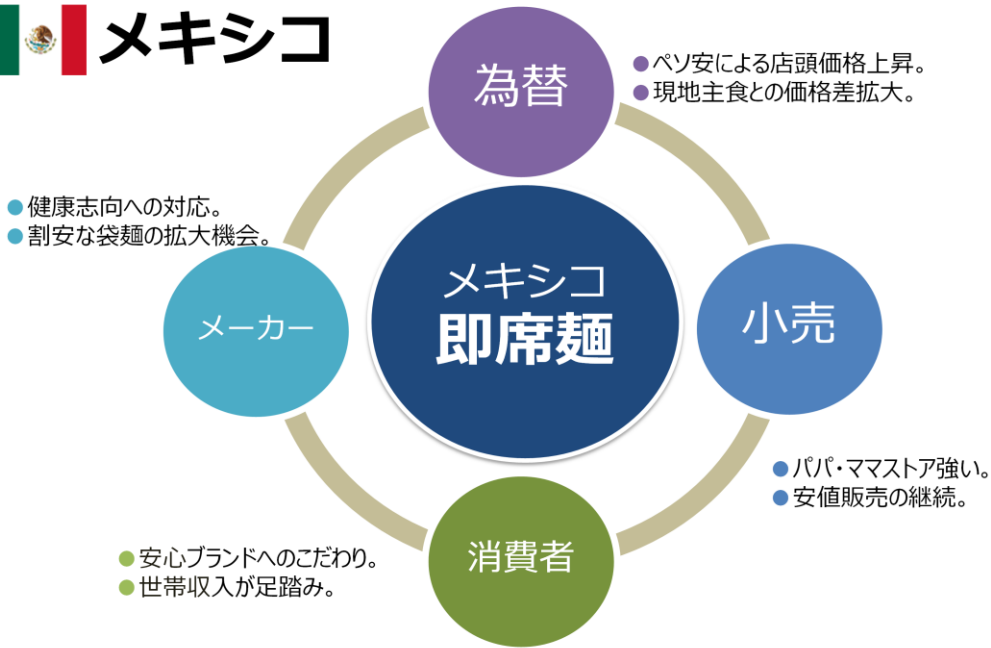 メキシコ
為替
●ペソ安による店頭価格上昇。
●現地主食との価格差拡大。
●健康志向への対応。
●割安な袋麺の拡大機会。
メーカー
メキシコ
即席麺
小売
●パパ・ママストア強い。
●安値販売の継続。
●安心ブランドへのこだわり。
●世帯収入が足踏み。
消費者